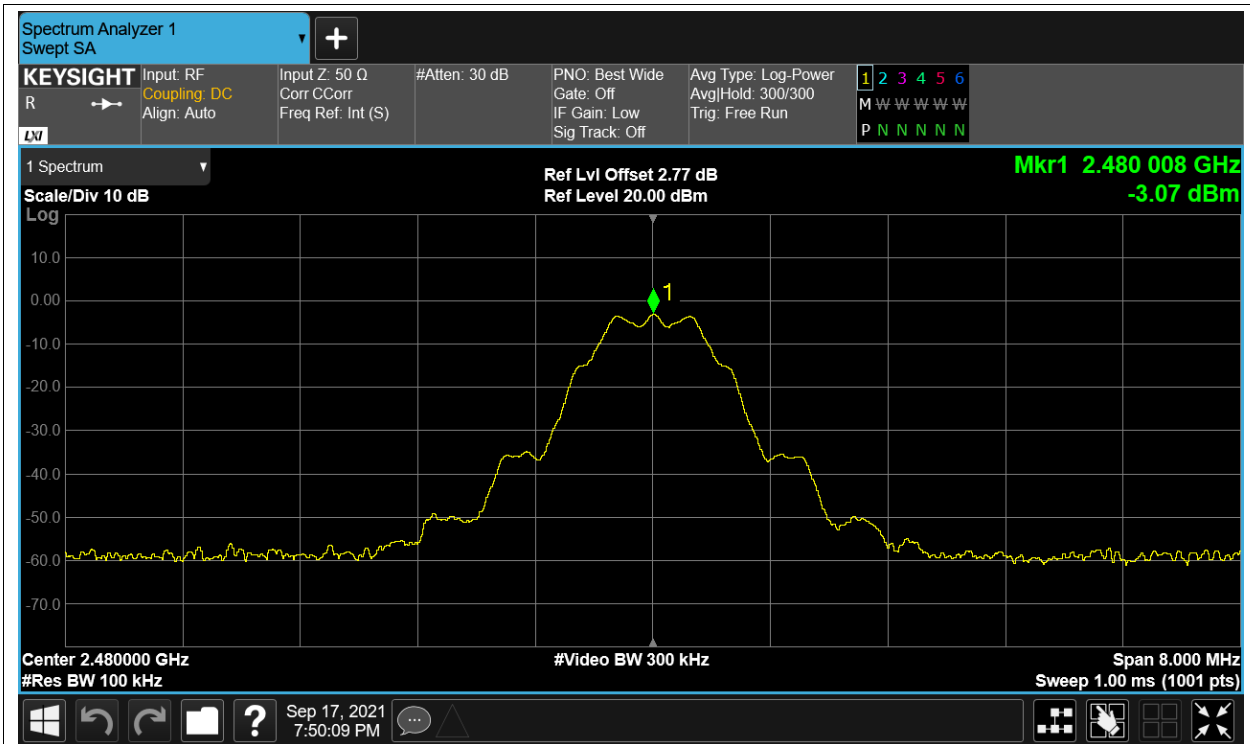 Spectrum Analyzer 1
Swept SA
KEYSIGHT
R
LXI
Input: RF
Coupling: DC
Align: Auto
Input Z: 50 Ω
Corr CCorr
Freq Ref: Int (S)
#Atten: 30 dB
PNO: Best Wide
Gate: Off
IF Gain: Low
Sig Track: Off
Avg Type: Log-Power
Avg|Hold: 300/300
Trig: Free Run
1 2 3 4 5 6
M W W W W W
P N N N N N
1 Spectrum
Scale/Div 10 dB
Log
Ref Lvl Offset 2.77 dB
Ref Level 20.00 dBm
Mkr1 2.480 008 GHz
-3.07 dBm
10.0
0.00
-10.0
-20.0
-30.0
-40.0
-50.0
-60.0
-70.0
1
Center 2.480000 GHz
#Res BW 100 kHz
#Video BW 300 kHz
Span 8.000 MHz
Sweep 1.00 ms (1001 pts)
?
Sep 17, 2021
7:50:09 PM